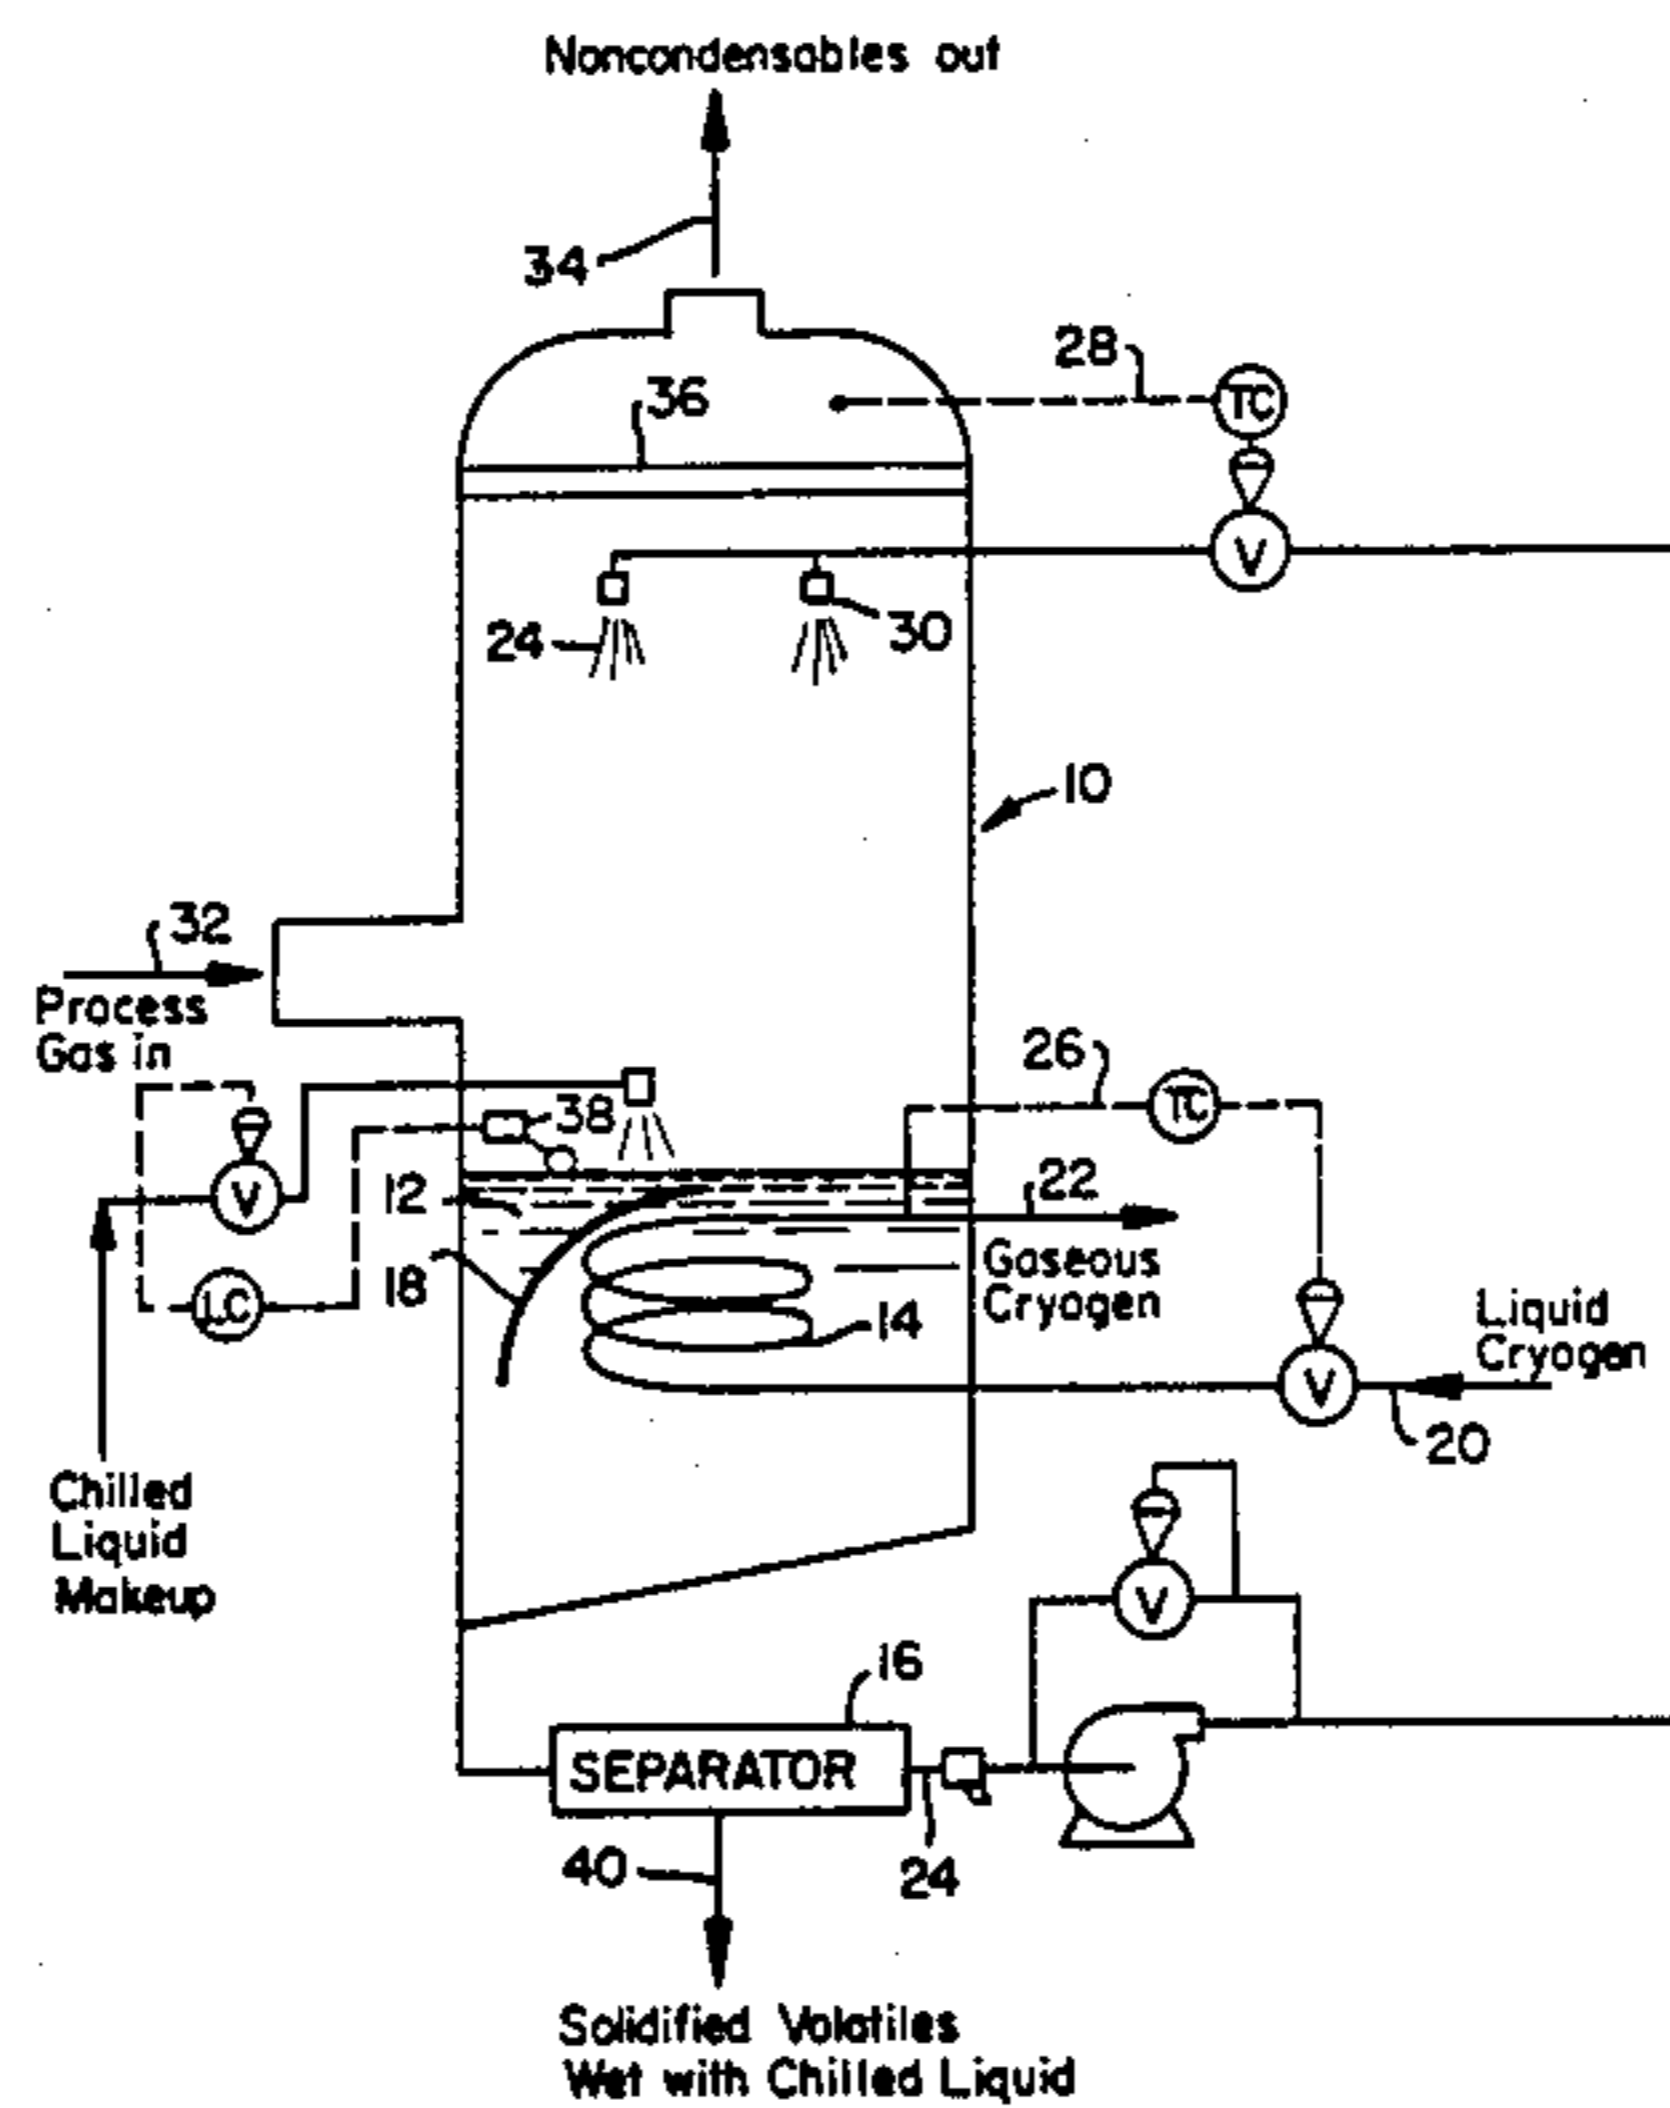 Noncondensables out
34
28
TC
36
V
24
30
10
32
Process
Gas in
26
TC
38
22
12
V
Gaseous
Cryogen
18
LC
14
Liquid
Cryogen
V
20
Chilled
Liquid
Makeup
V
16
SEPARATOR
40
24
Solidified Volatiles
Wet with Chilled Liquid